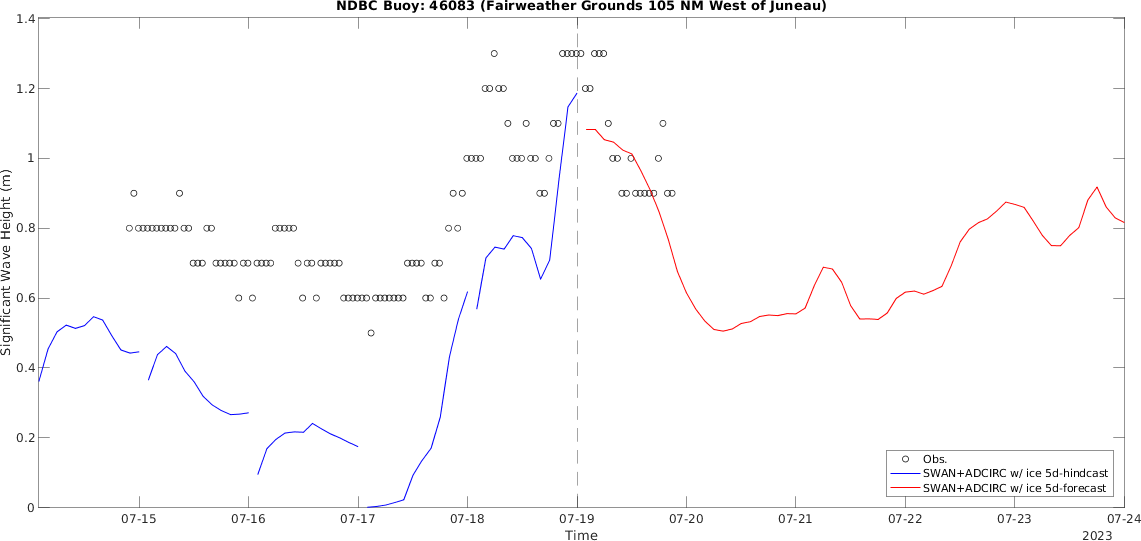 NDBC Buoy: 46083 (Fairweather Grounds 105 NM West of Juneau)
1.4
1.2
1
0.8
0.6
0.4
0.2
0
Significant Wave Height (m)
Obs.
SWAN+ADCIRC w/ ice 5d-hindcast
SWAN+ADCIRC w/ ice 5d-forecast
07-15 07-16 07-17 07-18 07-19 07-20 07-21 07-22 07-23 07-24
Time
2023